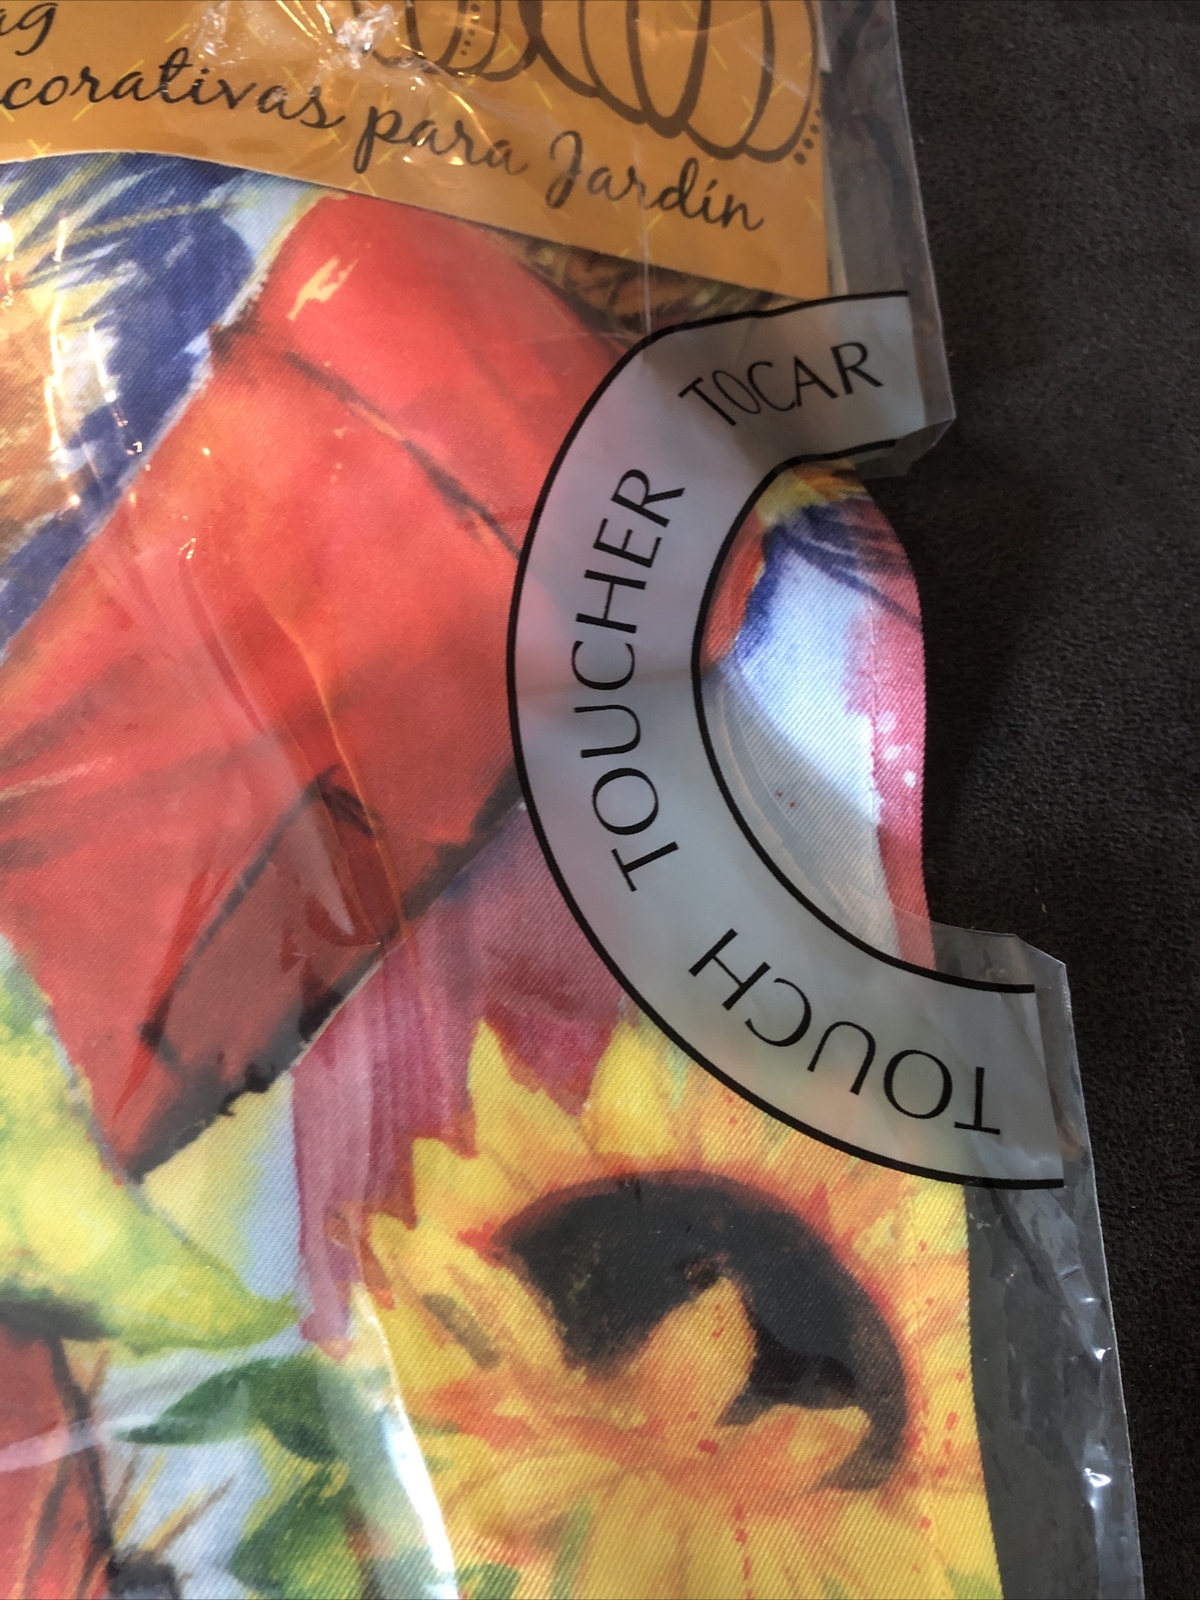 corativas para Jardín
TOCAR
TOUCHER
TOUCH